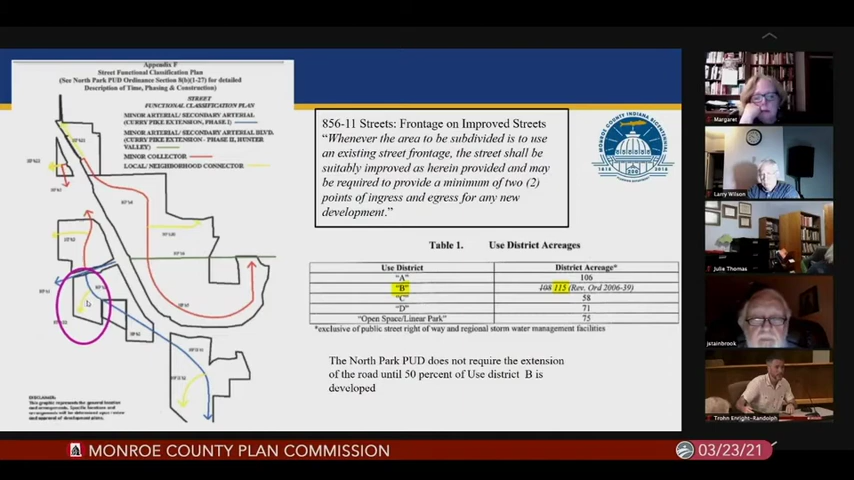 Appendix F
Street Functional Classification Plan
(See North Park PUD Ordinance Section 8(b)(1-27) for detailed
Description of Time, Phasing & Construction)
STREET
FUNCTIONAL CLASSIFICATION PLAN
MINOR ARTERIAL/ SECONDARY ARTERIAL
(CURRY PIKE EXTENSION, PHASE I)
MINOR ARTERIAL/ SECONDARY ARTERIAL BLVD.
(CURRY PIKE EXTENSION - PHASE II, HUNTER
VALLEY)
MINOR COLLECTOR
LOCAL/ NEIGHBORHOOD CONNECTOR
DISCLAIMER:
856-11 Streets: Frontage on Improved Streets
"Whenever the area to be subdivided is to use
an existing street frontage, the street shall be
suitably improved as herein provided and may
be required to provide a minimum of two (2)
points of ingress and egress for any new
development."
MONROE COUNTY INDIANA BICENTENNIAL
200
1818 2018
Table 1. Use District Acreages
Use District District Acreage*
"A" 106
"B" 108 115 (Rev. Ord 2006-39)
"C" 58
"D" 71
"Open Space/Linear Park" 75
*exclusive of public street right of way and regional storm water management facilities
The North Park PUD does not require the extension
of the road until 50 percent of Use district B is
developed
Margaret
Larry Wilson
Julie Thomas
jstainbrook
Trohn Enright-Randolph
MONROE COUNTY PLAN COMMISSION
03/23/21